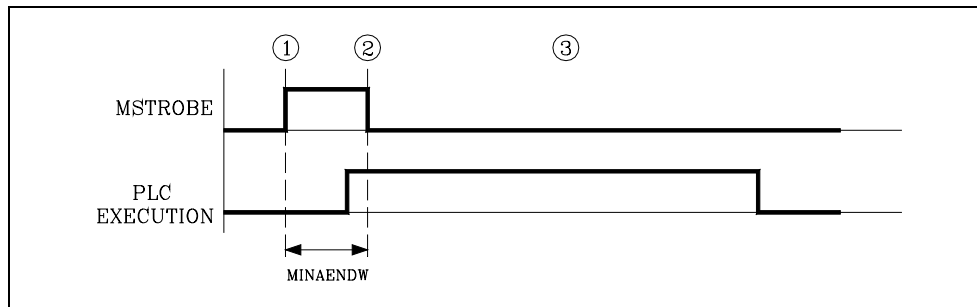 ① ② ③
MSTROBE
PLC
EXECUTION
MINAENDW